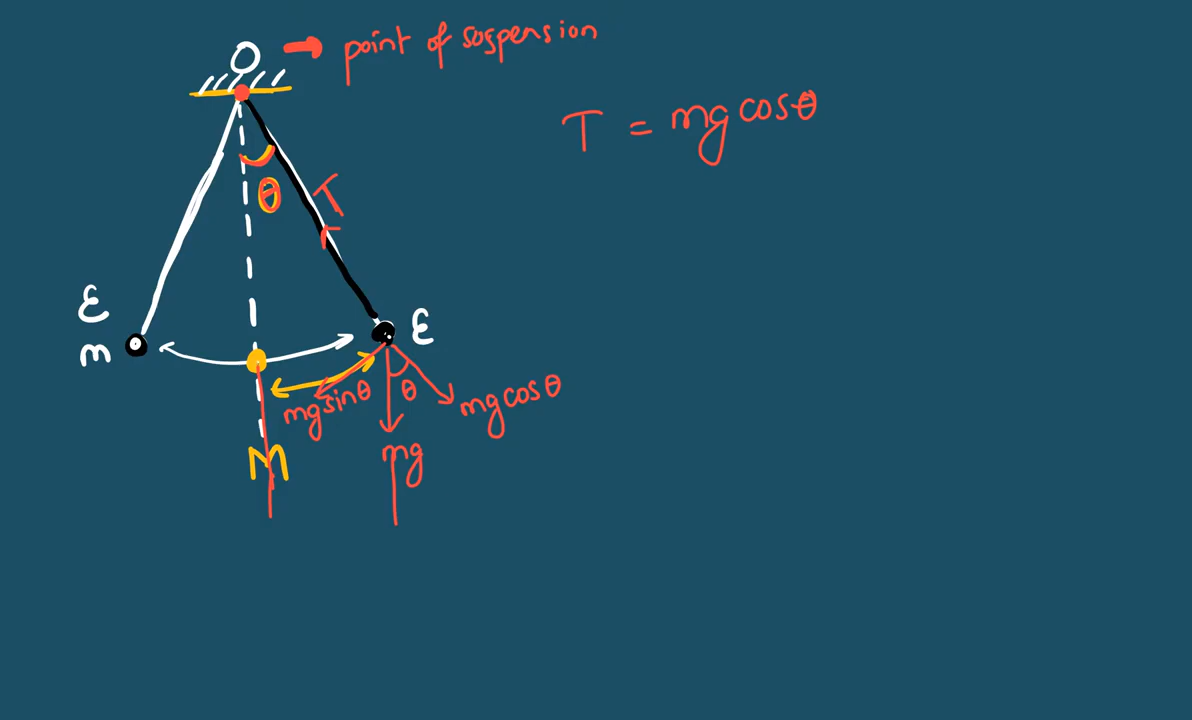 O
point of suspension
T = mg cosθ
θ
T
Ɛ
m
Ɛ
mg sinθ
θ
mg cosθ
M
mg